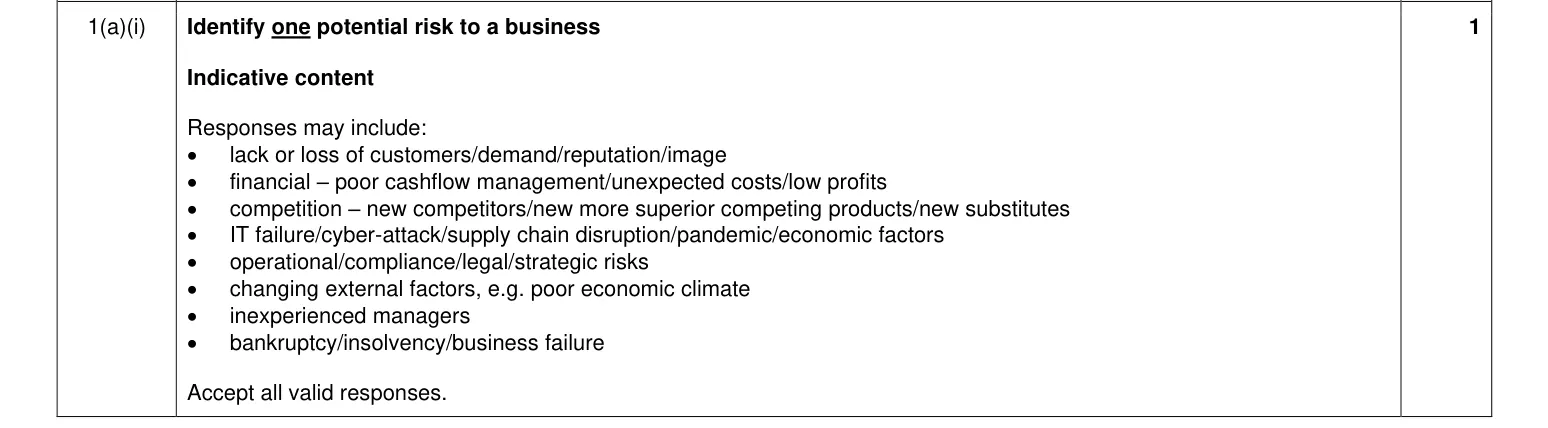 1(a)(i) Identify one potential risk to a business 1
Indicative content
Responses may include:
• lack or loss of customers/demand/reputation/image
• financial – poor cashflow management/unexpected costs/low profits
• competition – new competitors/new more superior competing products/new substitutes
• IT failure/cyber-attack/supply chain disruption/pandemic/economic factors
• operational/compliance/legal/strategic risks
• changing external factors, e.g. poor economic climate
• inexperienced managers
• bankruptcy/insolvency/business failure
Accept all valid responses.